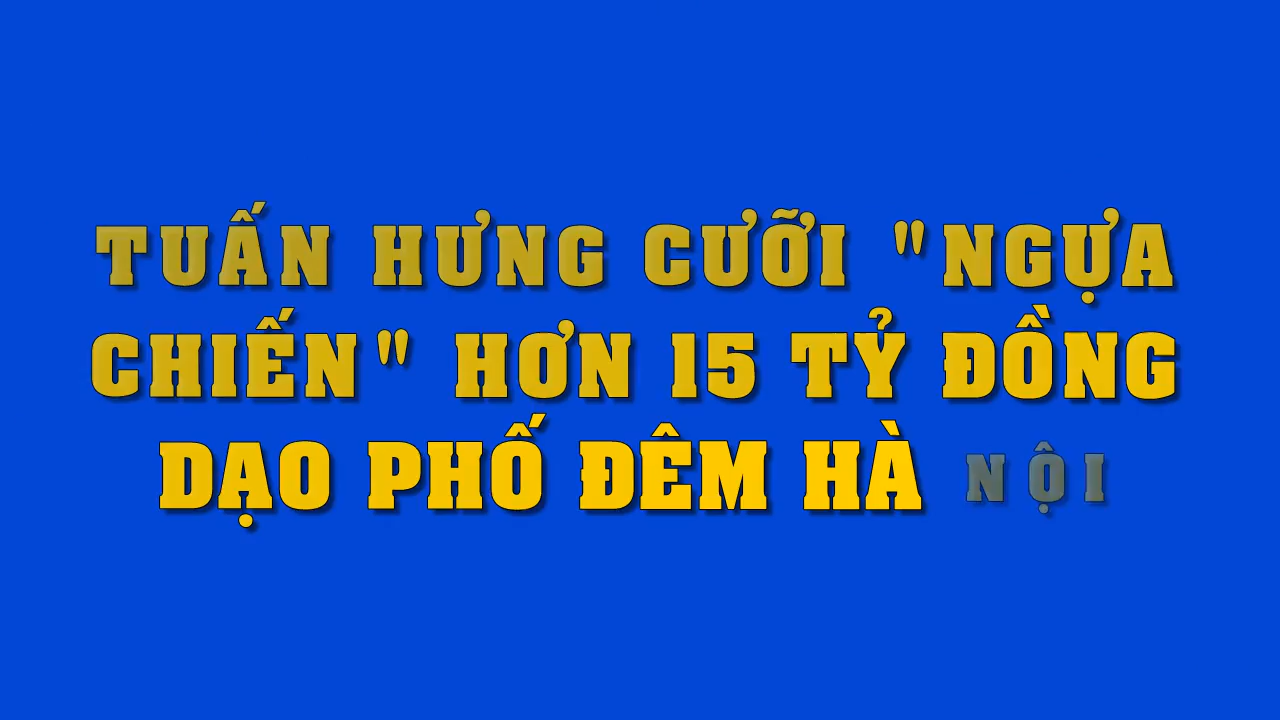 TUẤN HƯNG CƯỠI "NGỰA
CHIẾN" HƠN 15 TỶ ĐỒNG
DẠO PHỐ ĐÊM HÀ NỘI